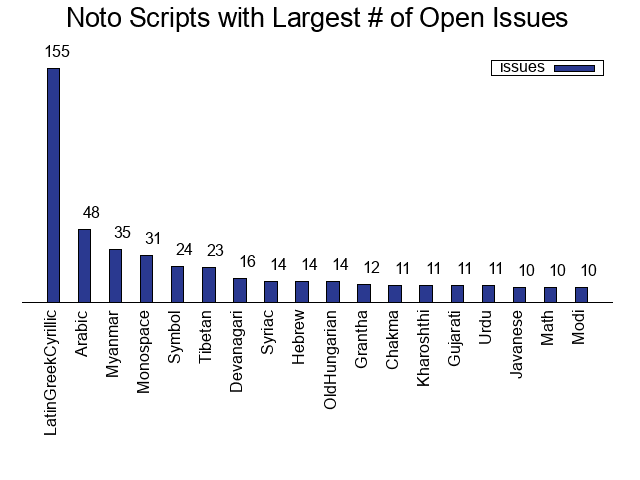 Noto Scripts with Largest # of Open Issues
issues
155
48
35
31
24
23
16
14
14
14
12
11
11
11
11
10
10
10
LatinGreekCyrillic
Arabic
Myanmar
Monospace
Symbol
Tibetan
Devanagari
Syriac
Hebrew
OldHungarian
Grantha
Chakma
Kharoshthi
Gujarati
Urdu
Javanese
Math
Modi